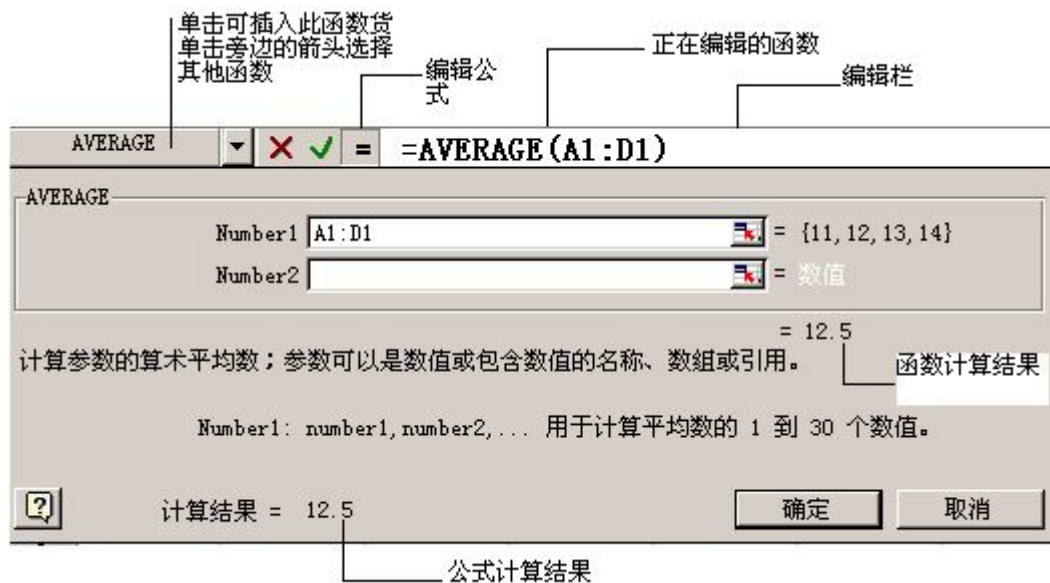 单击可插入此函数货
单击旁边的箭头选择
其他函数
编辑公
式
正在编辑的函数
编辑栏
AVERAGE
= =AVERAGE(A1:D1)
AVERAGE
Number1 A1:D1 = {11,12,13,14}
Number2 = 数值
= 12.5
计算参数的算术平均数；参数可以是数值或包含数值的名称、数组或引用。
函数计算结果
Number1: number1,number2,... 用于计算平均数的 1 到 30 个数值。
计算结果 = 12.5
确定
取消
公式计算结果